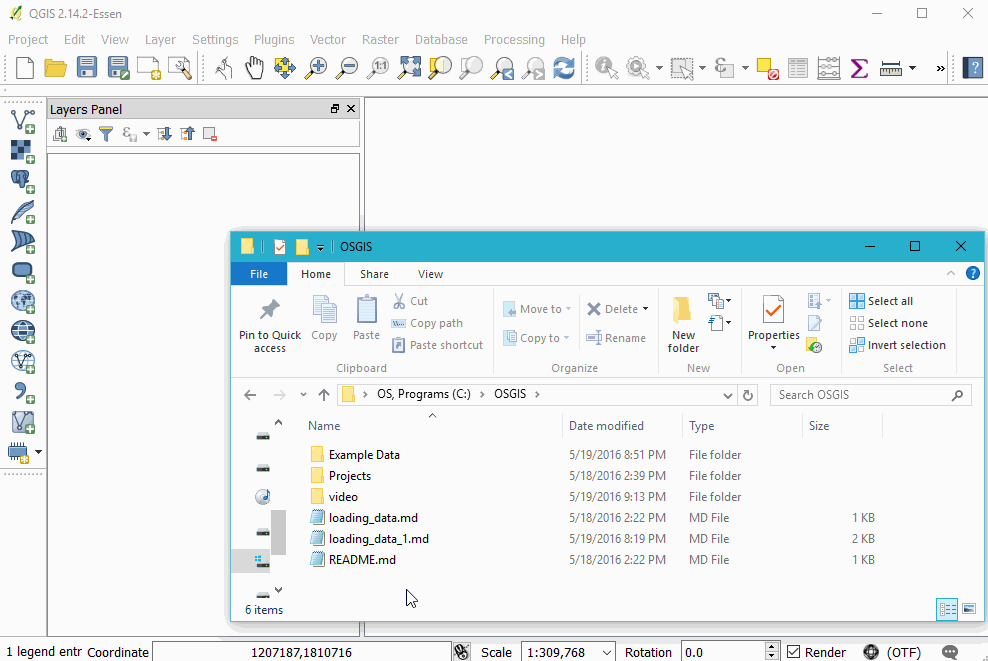 QGIS 2.14.2-Essen
Project Edit View Layer Settings Plugins Vector Raster Database Processing Help
1:1
»
?
Layers Panel
OSGIS
File Home Share View
?
Pin to Quick access
Copy
Paste
Cut
Copy path
Paste shortcut
Clipboard
Move to
Copy to
Delete
Rename
Organize
New folder
New
Properties
Open
Select all
Select none
Invert selection
Select
OS, Programs (C:) OSGIS
Search OSGIS
Name Date modified Type Size
Example Data 5/19/2016 8:51 PM File folder
Projects 5/18/2016 2:39 PM File folder
video 5/19/2016 9:13 PM File folder
loading_data.md 5/18/2016 2:22 PM MD File 1 KB
loading_data_1.md 5/19/2016 8:19 PM MD File 2 KB
README.md 5/18/2016 2:22 PM MD File 1 KB
6 items
1 legend entr Coordinate 1207187,1810716 Scale 1:309,768 Rotation 0.0 Render (OTF)